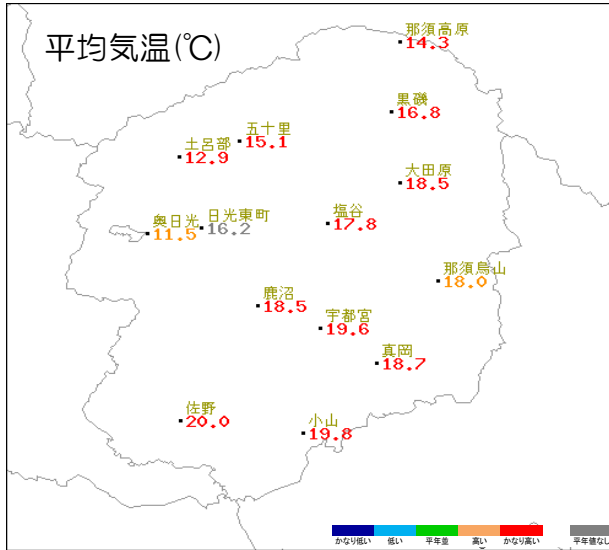 平均気温(℃)
那須高原
14.3
黒磯
16.8
五十里
15.1
土呂部
12.9
大田原
18.5
奥日光
11.5
日光東町
16.2
塩谷
17.8
那須烏山
18.0
鹿沼
18.5
宇都宮
19.6
真岡
18.7
佐野
20.0
小山
19.8
かなり低い 低い 平年並 高い かなり高い 平年値なし